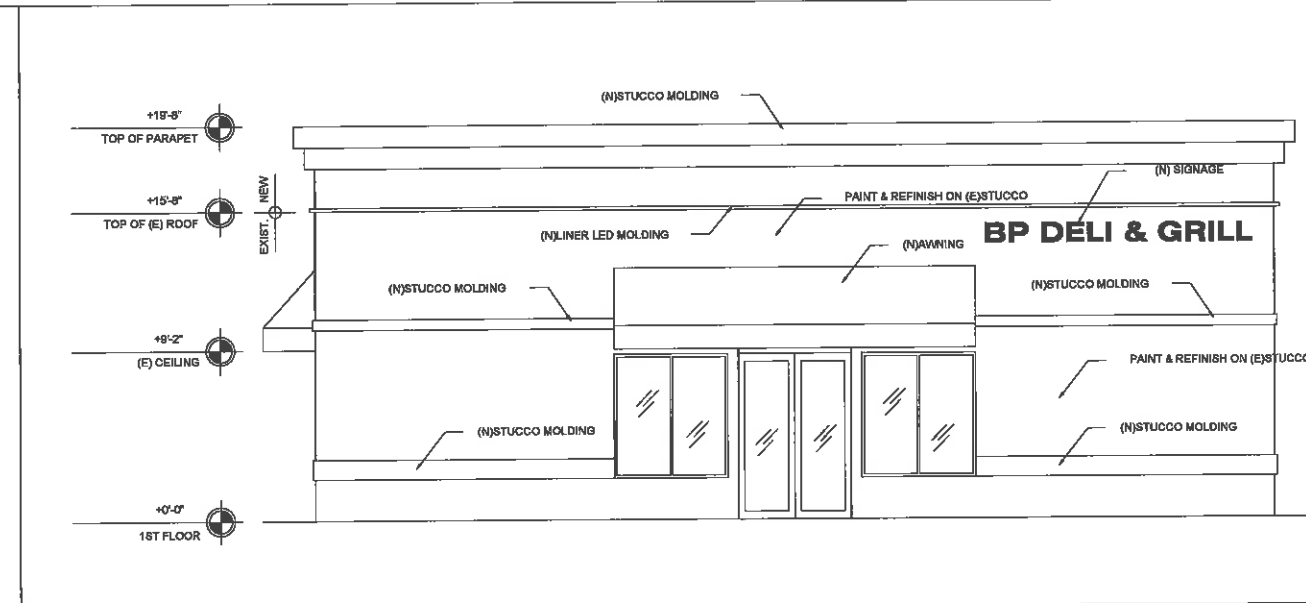 (N)STUCCO MOLDING
+19'-8"
TOP OF PARAPET
(N) SIGNAGE
EXIST. NEW
PAINT & REFINISH ON (E)STUCCO
+15'-8"
TOP OF (E) ROOF
(N)LINER LED MOLDING
BP DELI & GRILL
(N)AWNING
(N)STUCCO MOLDING
(N)STUCCO MOLDING
+9'-2"
(E) CEILING
PAINT & REFINISH ON (E)STUCCO
(N)STUCCO MOLDING
(N)STUCCO MOLDING
+0'-0"
1ST FLOOR